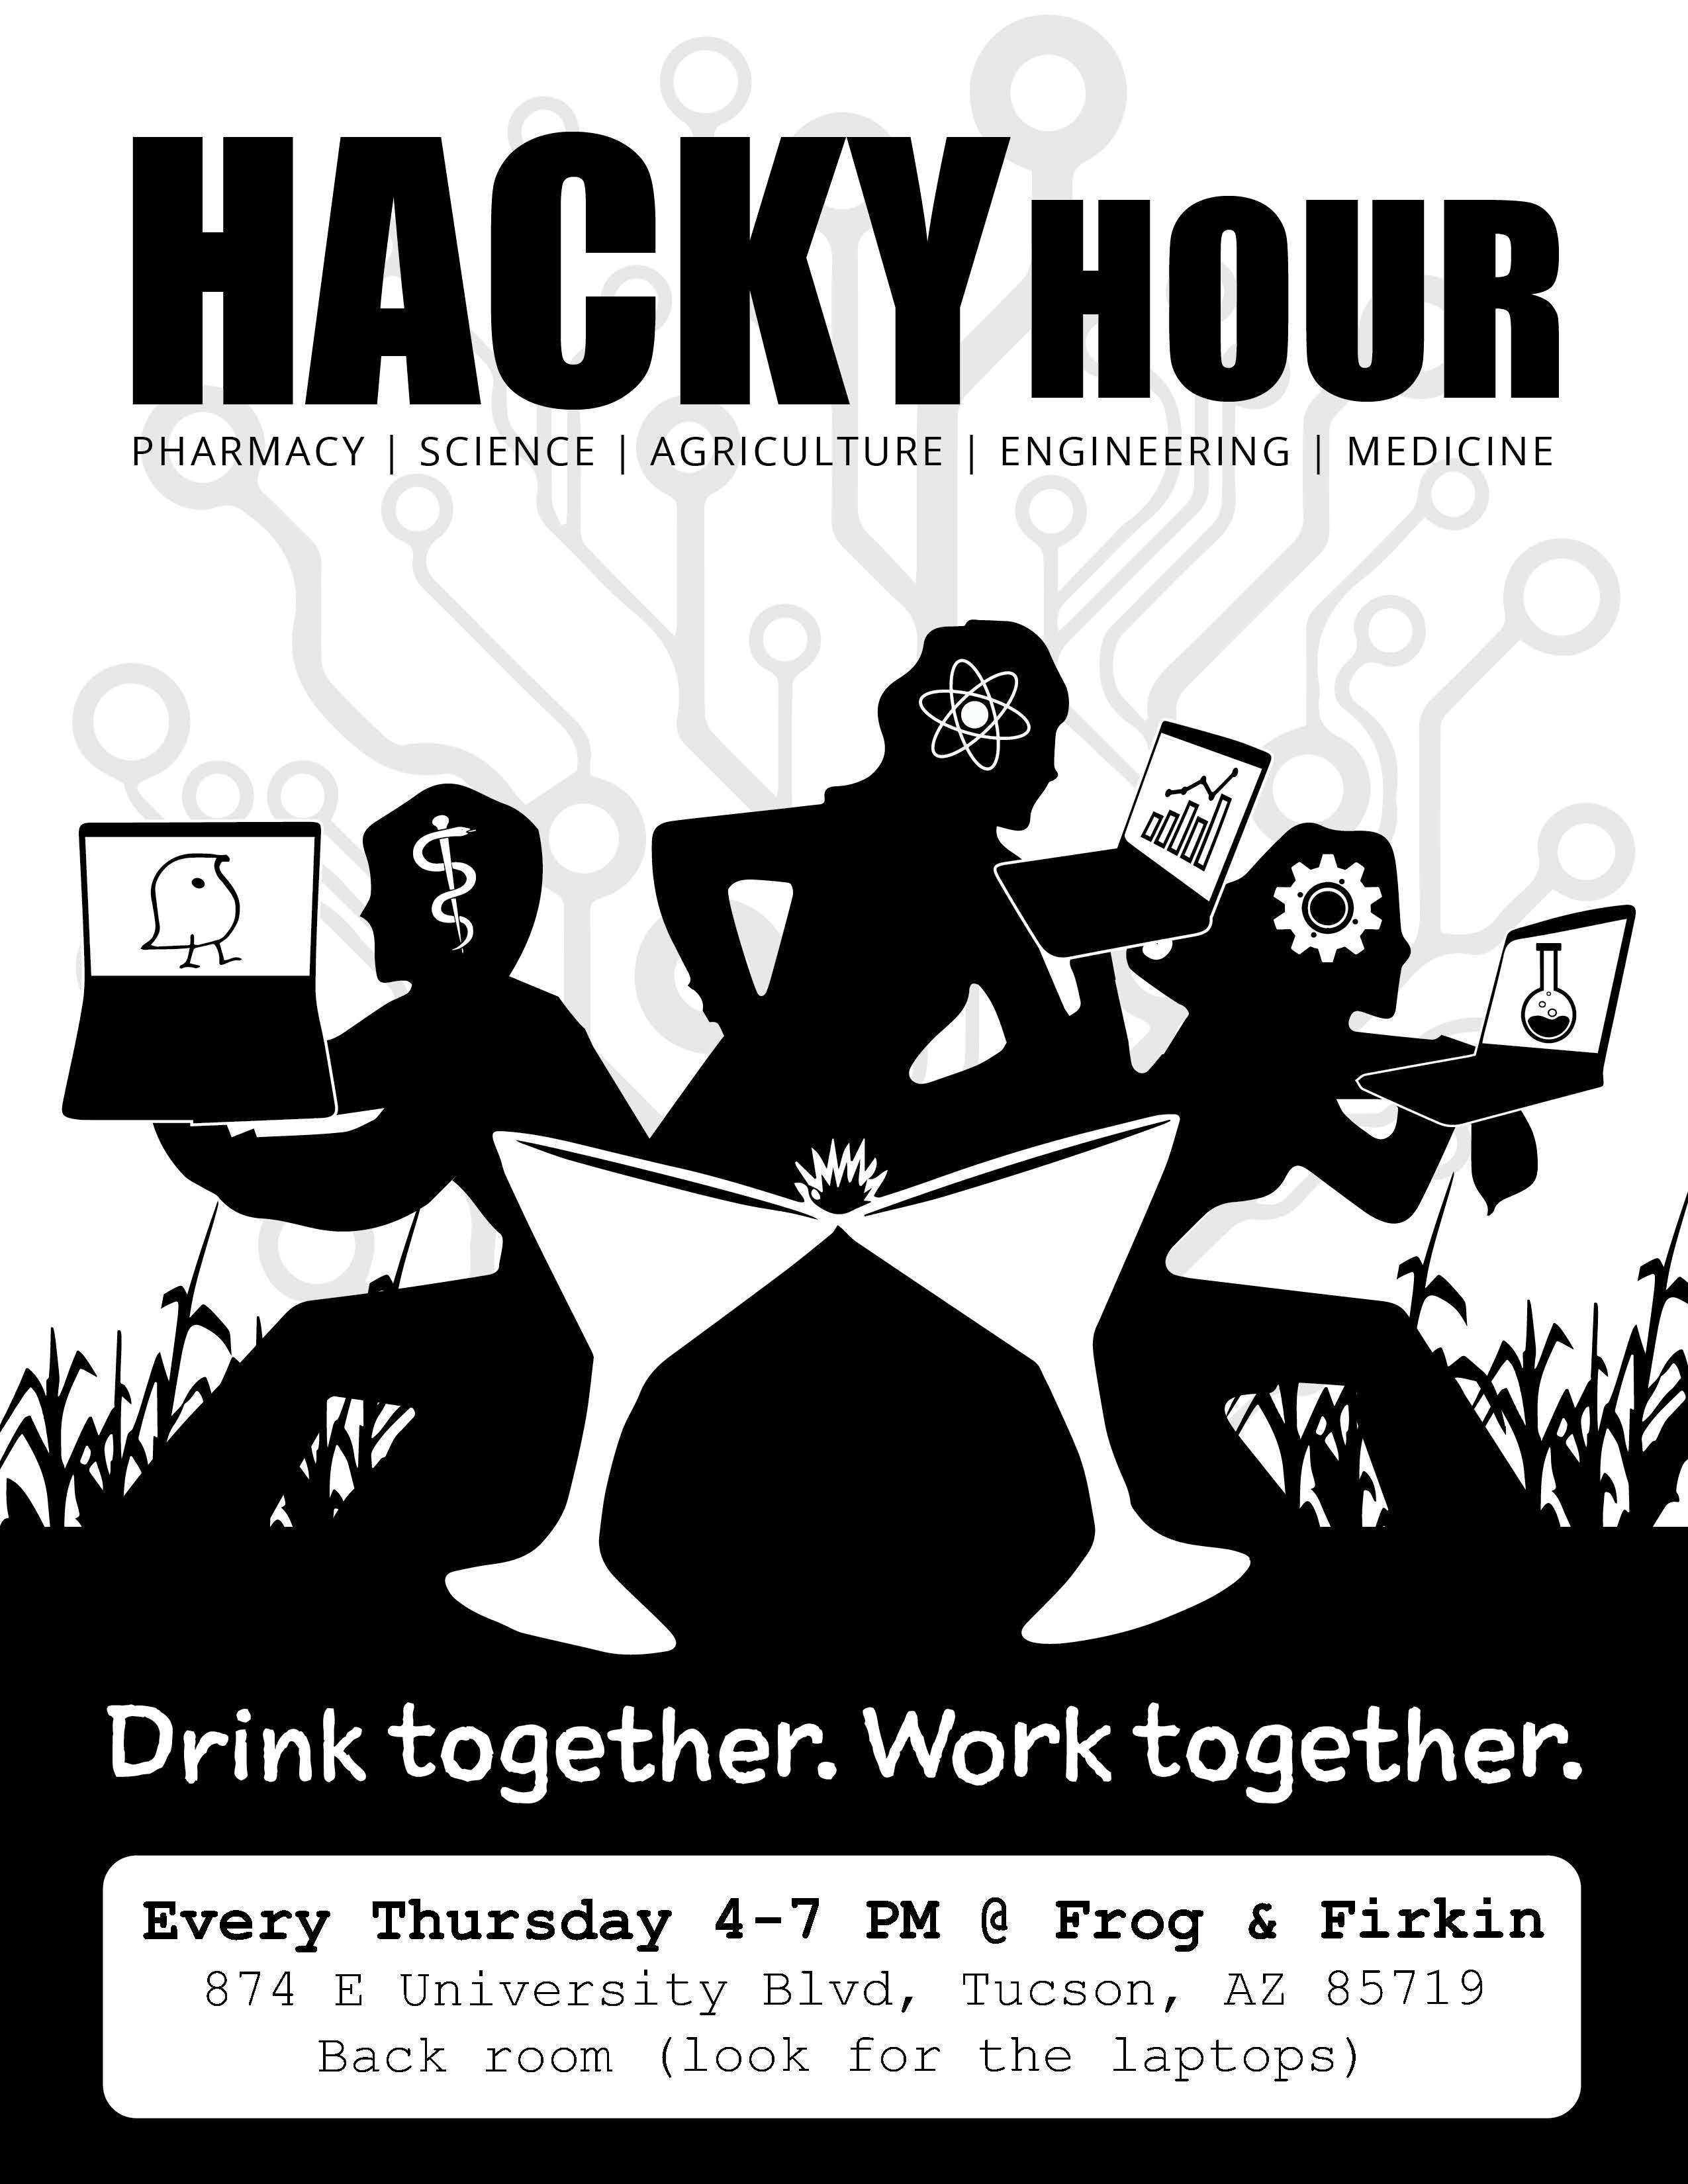 HACKY HOUR
PHARMACY | SCIENCE | AGRICULTURE | ENGINEERING | MEDICINE
Drink together. Work together.
Every Thursday 4-7 PM @ Frog & Firkin
874 E University Blvd, Tucson, AZ 85719
Back room (look for the laptops)